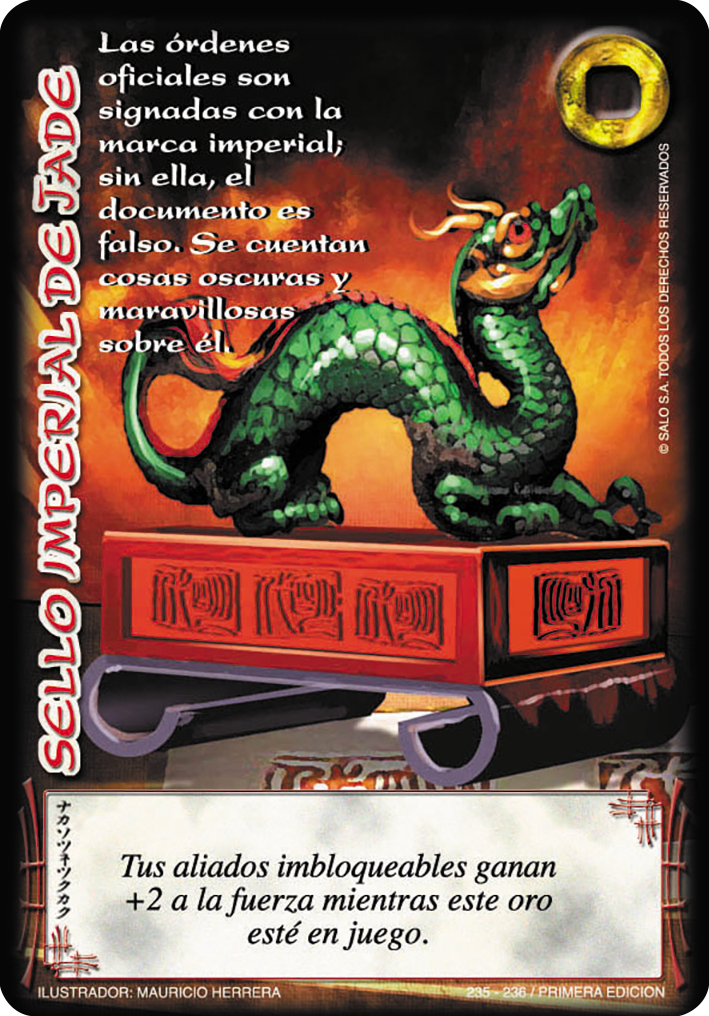 Las órdenes
oficiales son
signadas con la
marca imperial;
sin ella, el
documento es
falso. Se cuentan
cosas oscuras y
maravillosas
sobre él.
SELLO IMPERIAL DE JADE
© SALO S.A. TODOS LOS DERECHOS RESERVADOS
ナカソツネツクカク
Tus aliados imbloqueables ganan
+2 a la fuerza mientras este oro
esté en juego.
ILUSTRADOR: MAURICIO HERRERA
235 - 236 / PRIMERA EDICION